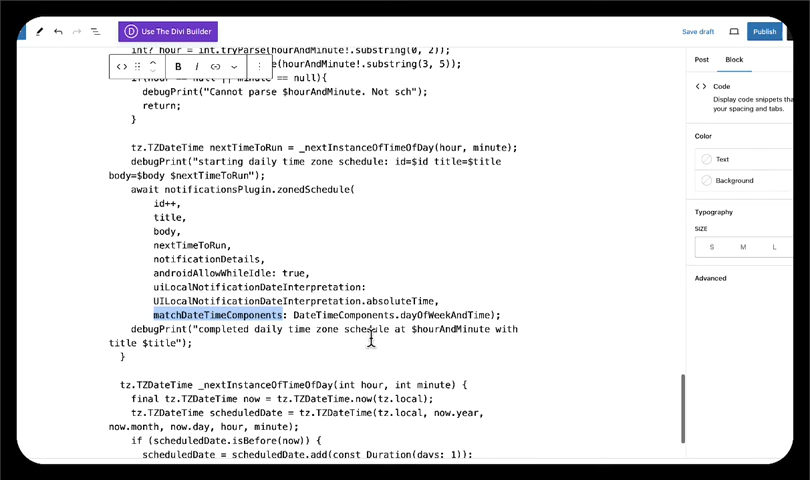 Use The Divi Builder
Save draft
Publish
int? hour = int.tryParse(hourAndMinute!.substring(0, 2));
e(hourAndMinute!.substring(3, 5));
B I
debugPrint("Cannot parse $hourAndMinute. Not sch");
return;
}
tz.TZDateTime nextTimeToRun = _nextInstanceOfTimeOfDay(hour, minute);
debugPrint("starting daily time zone schedule: id=$id title=$title
body=$body $nextTimeToRun");
await notificationsPlugin.zonedSchedule(
id++,
title,
body,
nextTimeToRun,
notificationDetails,
androidAllowWhileIdle: true,
uiLocalNotificationDateInterpretation:
UILocalNotificationDateInterpretation.absoluteTime,
matchDateTimeComponents: DateTimeComponents.dayOfWeekAndTime);
debugPrint("completed daily time zone schedule at $hourAndMinute with
title $title");
}
tz.TZDateTime _nextInstanceOfTimeOfDay(int hour, int minute) {
final tz.TZDateTime now = tz.TZDateTime.now(tz.local);
tz.TZDateTime scheduledDate = tz.TZDateTime(tz.local, now.year,
now.month, now.day, hour, minute);
if (scheduledDate.isBefore(now)) {
scheduledDate = scheduledDate.add(const Duration(days: 1));
Post Block
Code
Display code snippets tha
your spacing and tabs.
Color
Text
Background
Typography
SIZE
S M L
Advanced